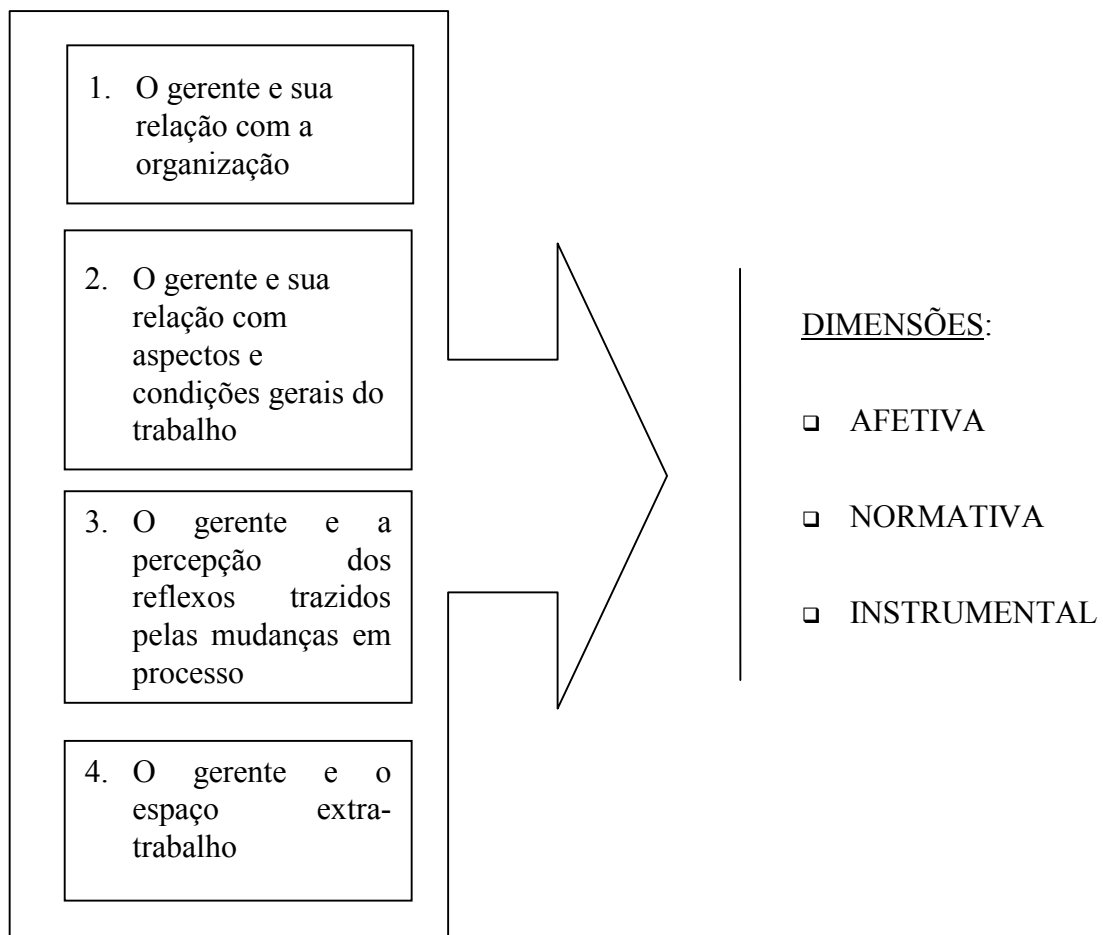 1. O gerente e sua
relação com a
organização
2. O gerente e sua
relação com
aspectos e
condições gerais do
trabalho
3. O gerente e a
percepção dos
reflexos trazidos
pelas mudanças em
processo
4. O gerente e o
espaço extra-
trabalho
DIMENSÕES:
❑ AFETIVA
❑ NORMATIVA
❑ INSTRUMENTAL